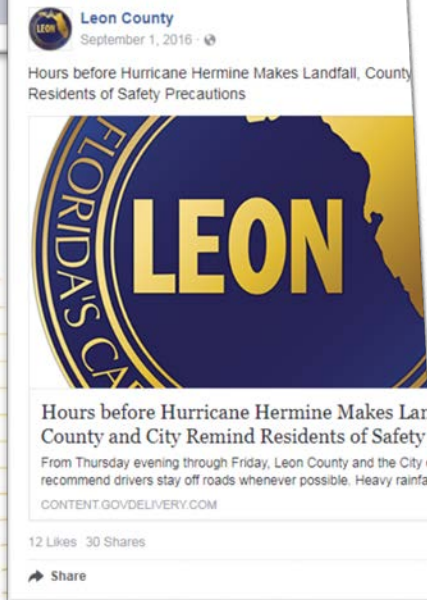 LEON
Leon County
September 1, 2016 ·
Hours before Hurricane Hermine Makes Landfall, County
Residents of Safety Precautions
FLORIDA'S CA
LEON
Hours before Hurricane Hermine Makes Lan
County and City Remind Residents of Safety
From Thursday evening through Friday, Leon County and the City
recommend drivers stay off roads whenever possible. Heavy rainfa
CONTENT.GOVDELIVERY.COM
12 Likes 30 Shares
Share